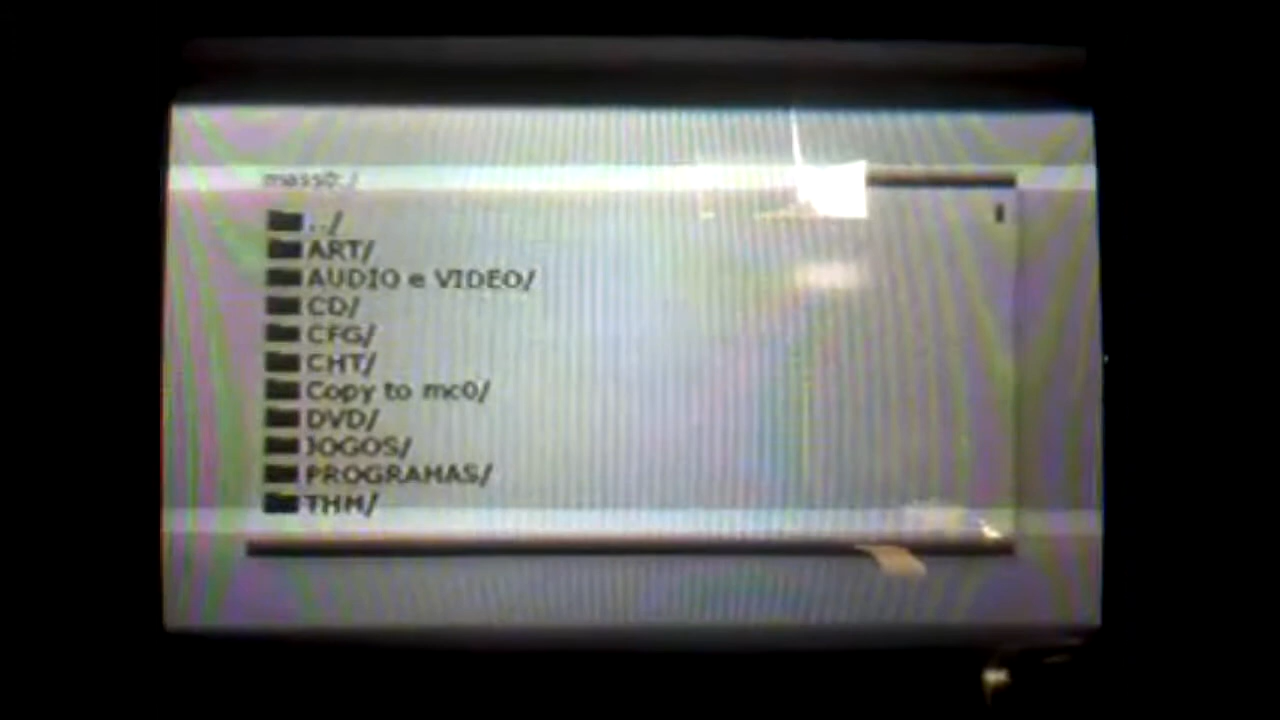 mass0:/
../
ART/
AUDIO e VIDEO/
CD/
CFG/
CHT/
Copy to mc0/
DVD/
JOGOS/
PROGRAMAS/
THM/